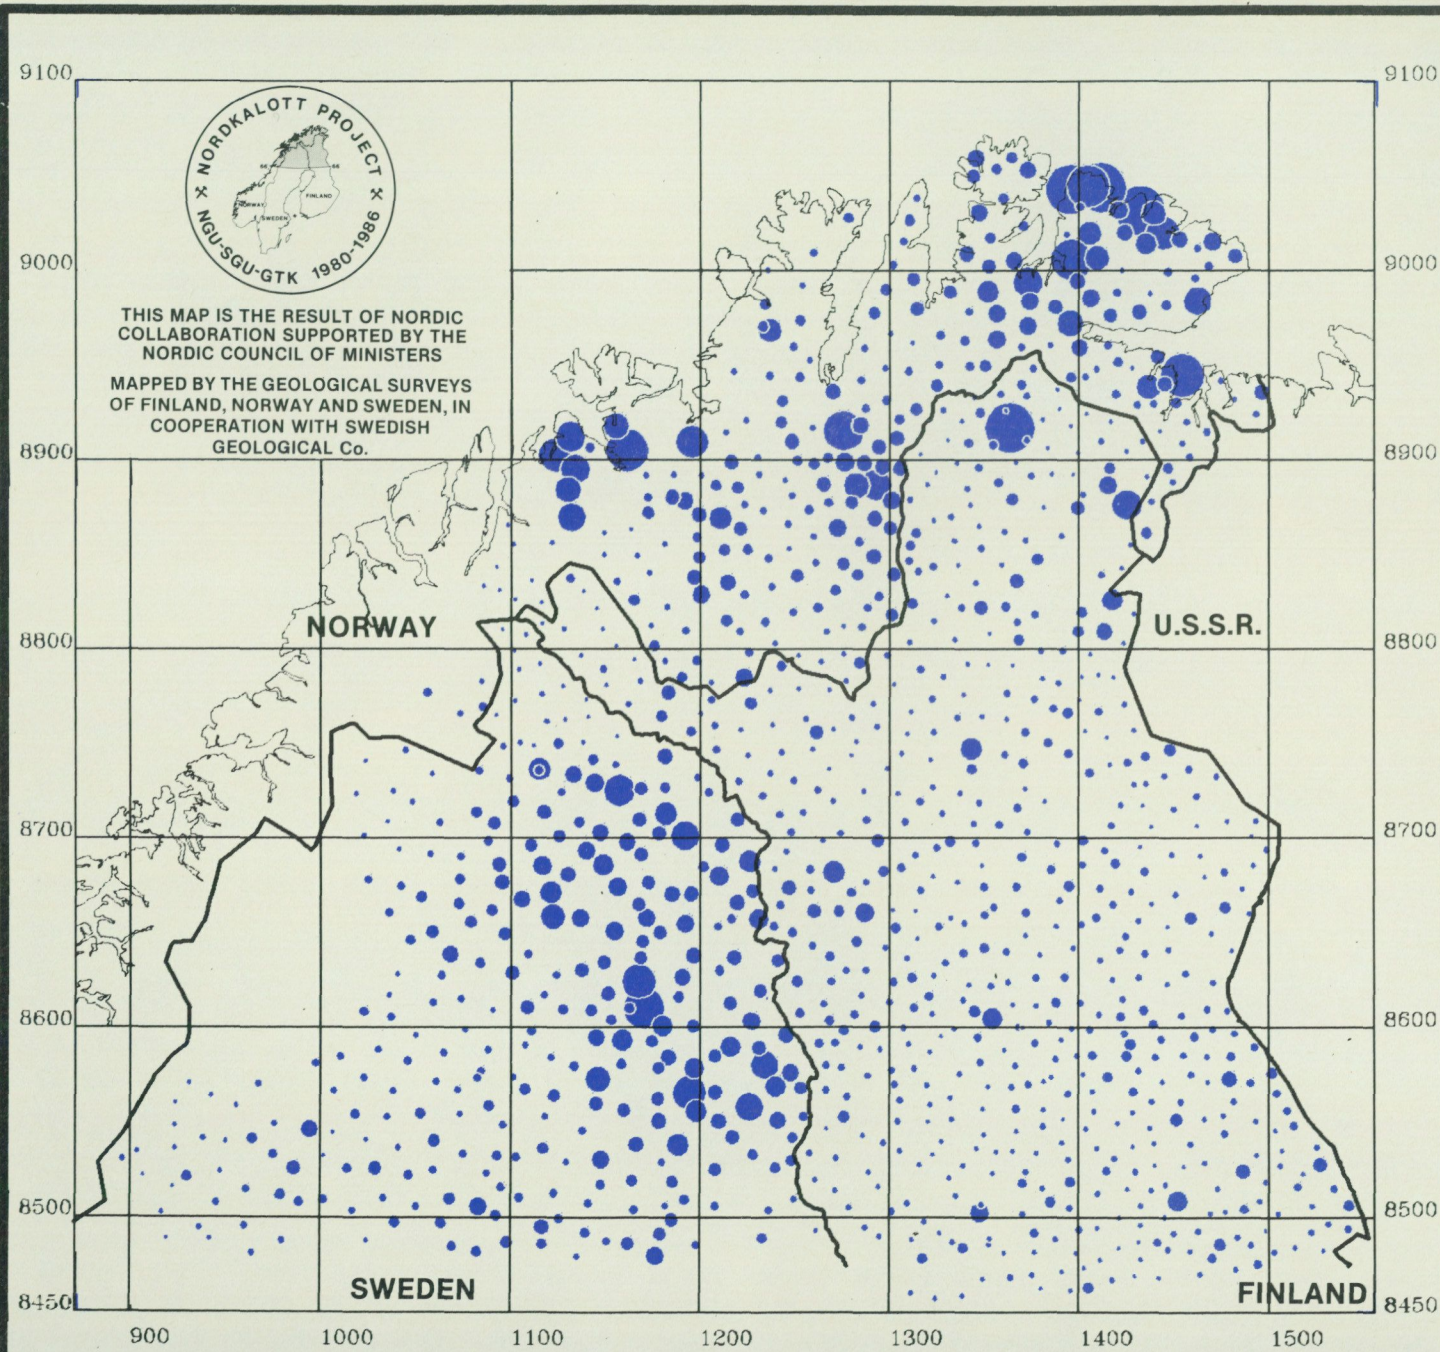 9100
9100
NORDKALOTT PROJECT
66
66
NORWAY
SWEDEN
FINLAND
NGU-SGU-GTK 1980-1986
9000
9000
THIS MAP IS THE RESULT OF NORDIC
COLLABORATION SUPPORTED BY THE
NORDIC COUNCIL OF MINISTERS
MAPPED BY THE GEOLOGICAL SURVEYS
OF FINLAND, NORWAY AND SWEDEN, IN
COOPERATION WITH SWEDISH
GEOLOGICAL Co.
8900
8900
NORWAY
U.S.S.R.
8800
8800
8700
8700
8600
8600
8500
8500
SWEDEN
FINLAND
8450
8450
900 1000 1100 1200 1300 1400 1500